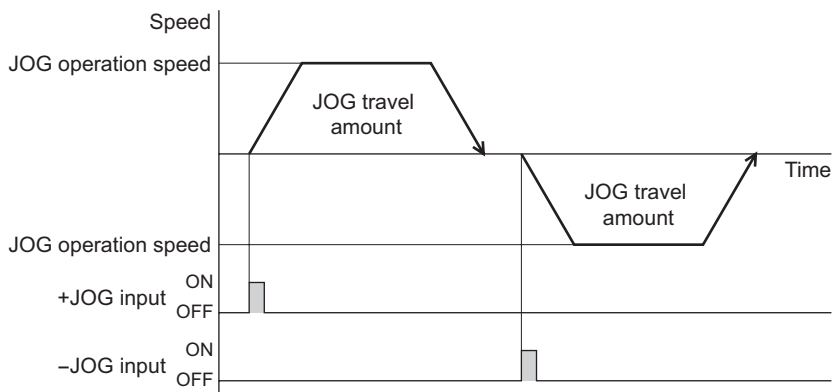 Speed
JOG operation speed
JOG travel
amount
Time
JOG travel
amount
JOG operation speed
ON
+JOG input
OFF
ON
−JOG input
OFF